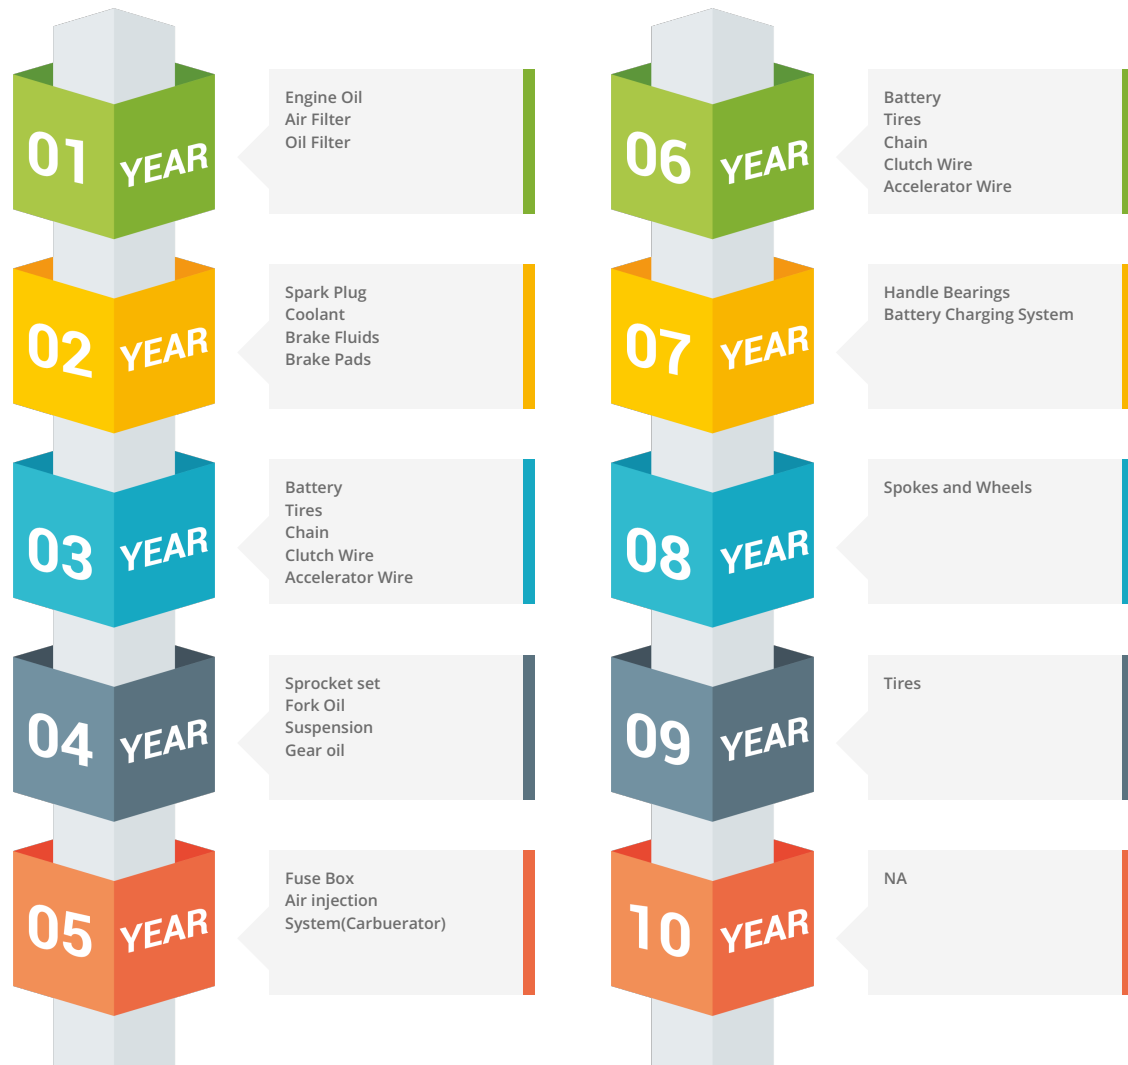 01 YEAR
Engine Oil
Air Filter
Oil Filter
02 YEAR
Spark Plug
Coolant
Brake Fluids
Brake Pads
03 YEAR
Battery
Tires
Chain
Clutch Wire
Accelerator Wire
04 YEAR
Sprocket set
Fork Oil
Suspension
Gear oil
05 YEAR
Fuse Box
Air injection
System(Carbuerator)
06 YEAR
Battery
Tires
Chain
Clutch Wire
Accelerator Wire
07 YEAR
Handle Bearings
Battery Charging System
08 YEAR
Spokes and Wheels
09 YEAR
Tires
10 YEAR
NA